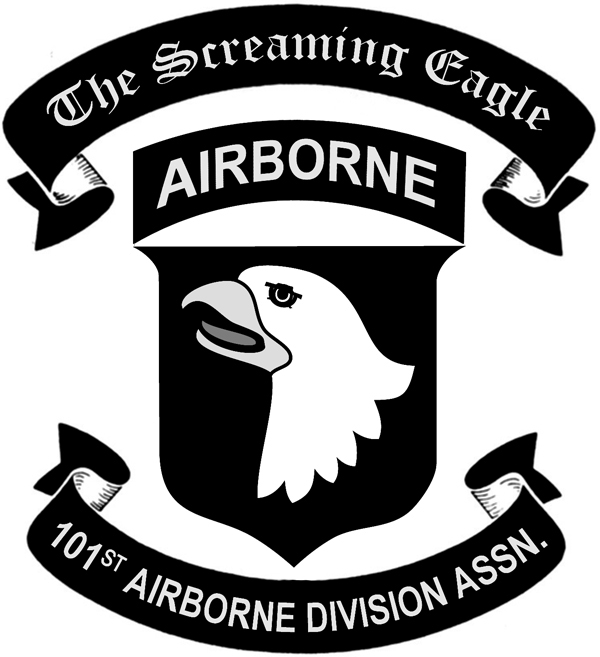 The Screaming Eagle
AIRBORNE
101ST AIRBORNE DIVISION ASSN.